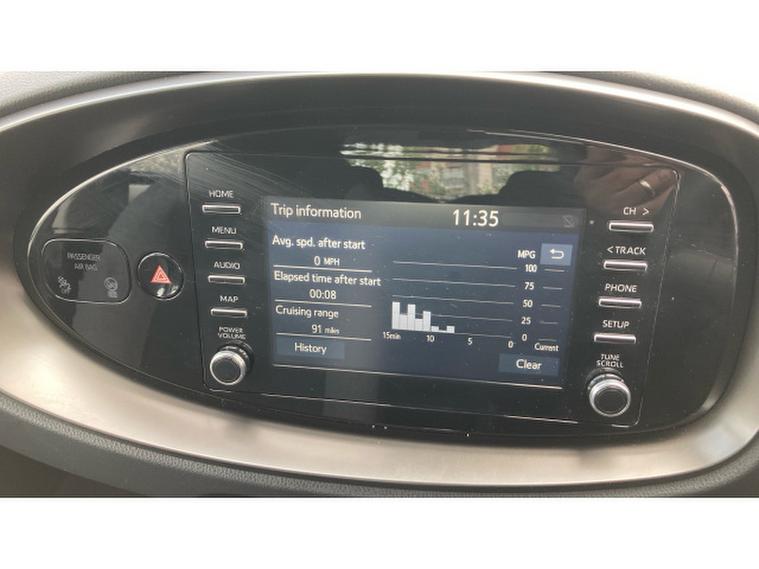 HOME
MENU
AUDIO
MAP
POWER
VOLUME
PASSENGER
AIR BAG
Trip information
11:35
Avg. spd. after start
0 MPH
Elapsed time after start
00:08
Cruising range
91 miles
History
MPG
100
75
50
25
0
15min 10 5 0 Current
Clear
CH >
< TRACK
PHONE
SETUP
TUNE
SCROLL